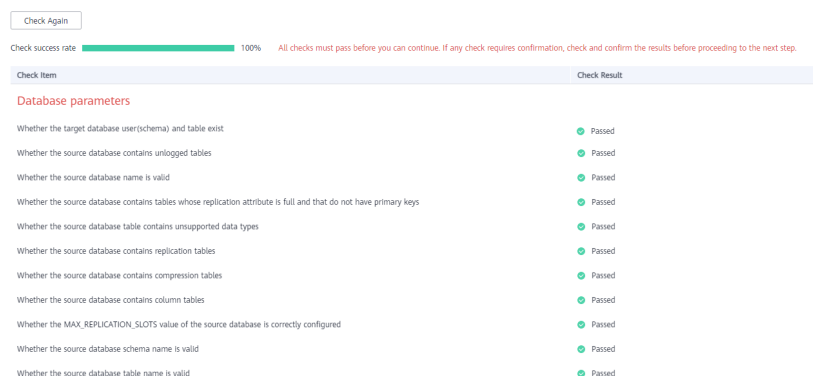 Check Again
Check success rate 100% All checks must pass before you can continue. If any check requires confirmation, check and confirm the results before proceeding to the next step.
Check Item Check Result
Database parameters
Whether the target database user(schema) and table exist Passed
Whether the source database contains unlogged tables Passed
Whether the source database name is valid Passed
Whether the source database contains tables whose replication attribute is full and that do not have primary keys Passed
Whether the source database table contains unsupported data types Passed
Whether the source database contains replication tables Passed
Whether the source database contains compression tables Passed
Whether the source database contains column tables Passed
Whether the MAX_REPLICATION_SLOTS value of the source database is correctly configured Passed
Whether the source database schema name is valid Passed
Whether the source database table name is valid Passed